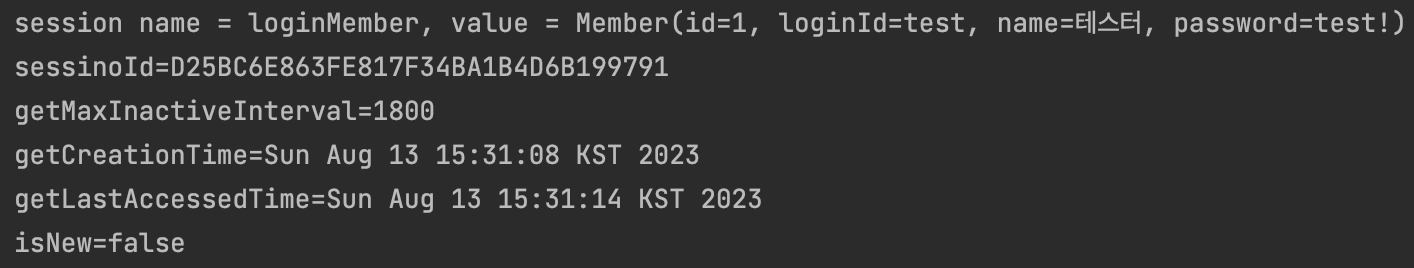 session name = loginMember, value = Member(id=1, loginId=test, name=테스터, password=test!)
sessinoId=D25BC6E863FE817F34BA1B4D6B199791
getMaxInactiveInterval=1800
getCreationTime=Sun Aug 13 15:31:08 KST 2023
getLastAccessedTime=Sun Aug 13 15:31:14 KST 2023
isNew=false